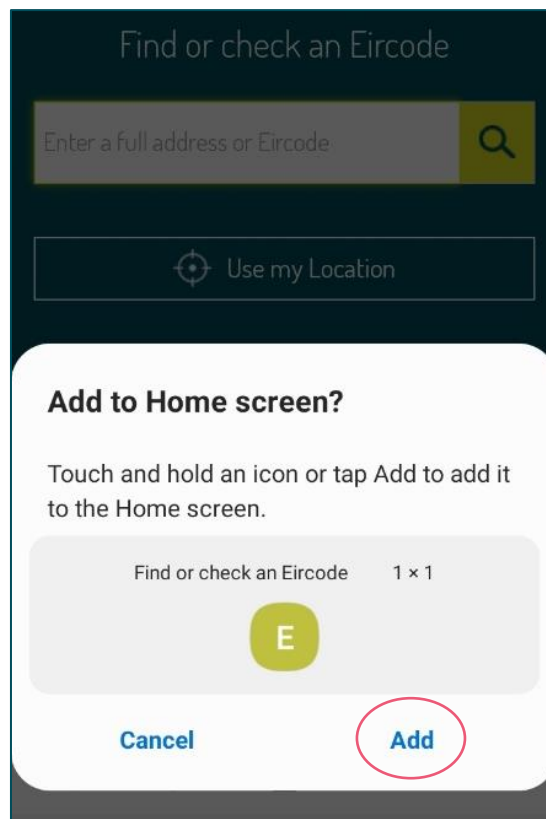 Find or check an Eircode
Enter a full address or Eircode
Use my Location
Add to Home screen?
Touch and hold an icon or tap Add to add it
to the Home screen.
Find or check an Eircode 1 × 1
E
Cancel Add